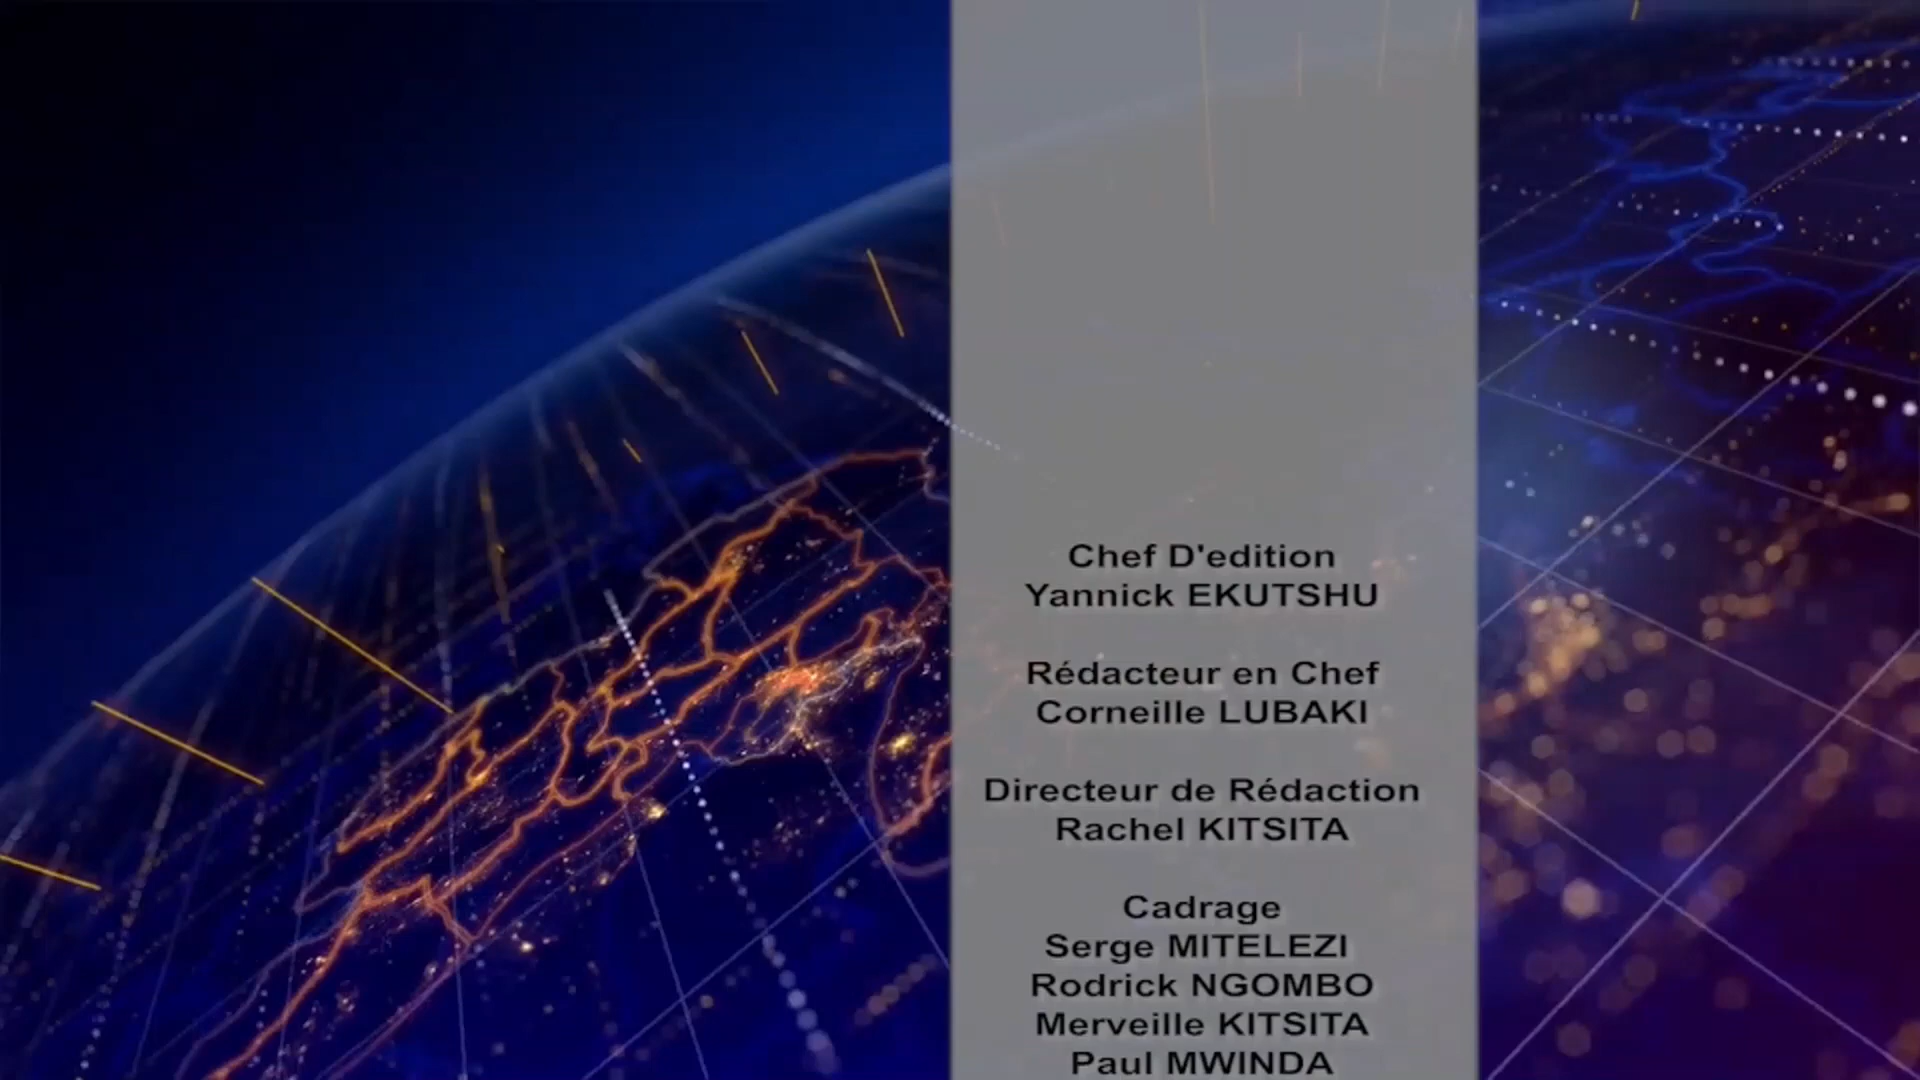 Chef D'edition
Yannick EKUTSHU
Rédacteur en Chef
Corneille LUBAKI
Directeur de Rédaction
Rachel KITSITA
Cadrage
Serge MITELEZI
Rodrick NGOMBO
Merveille KITSITA
Paul MWINDA